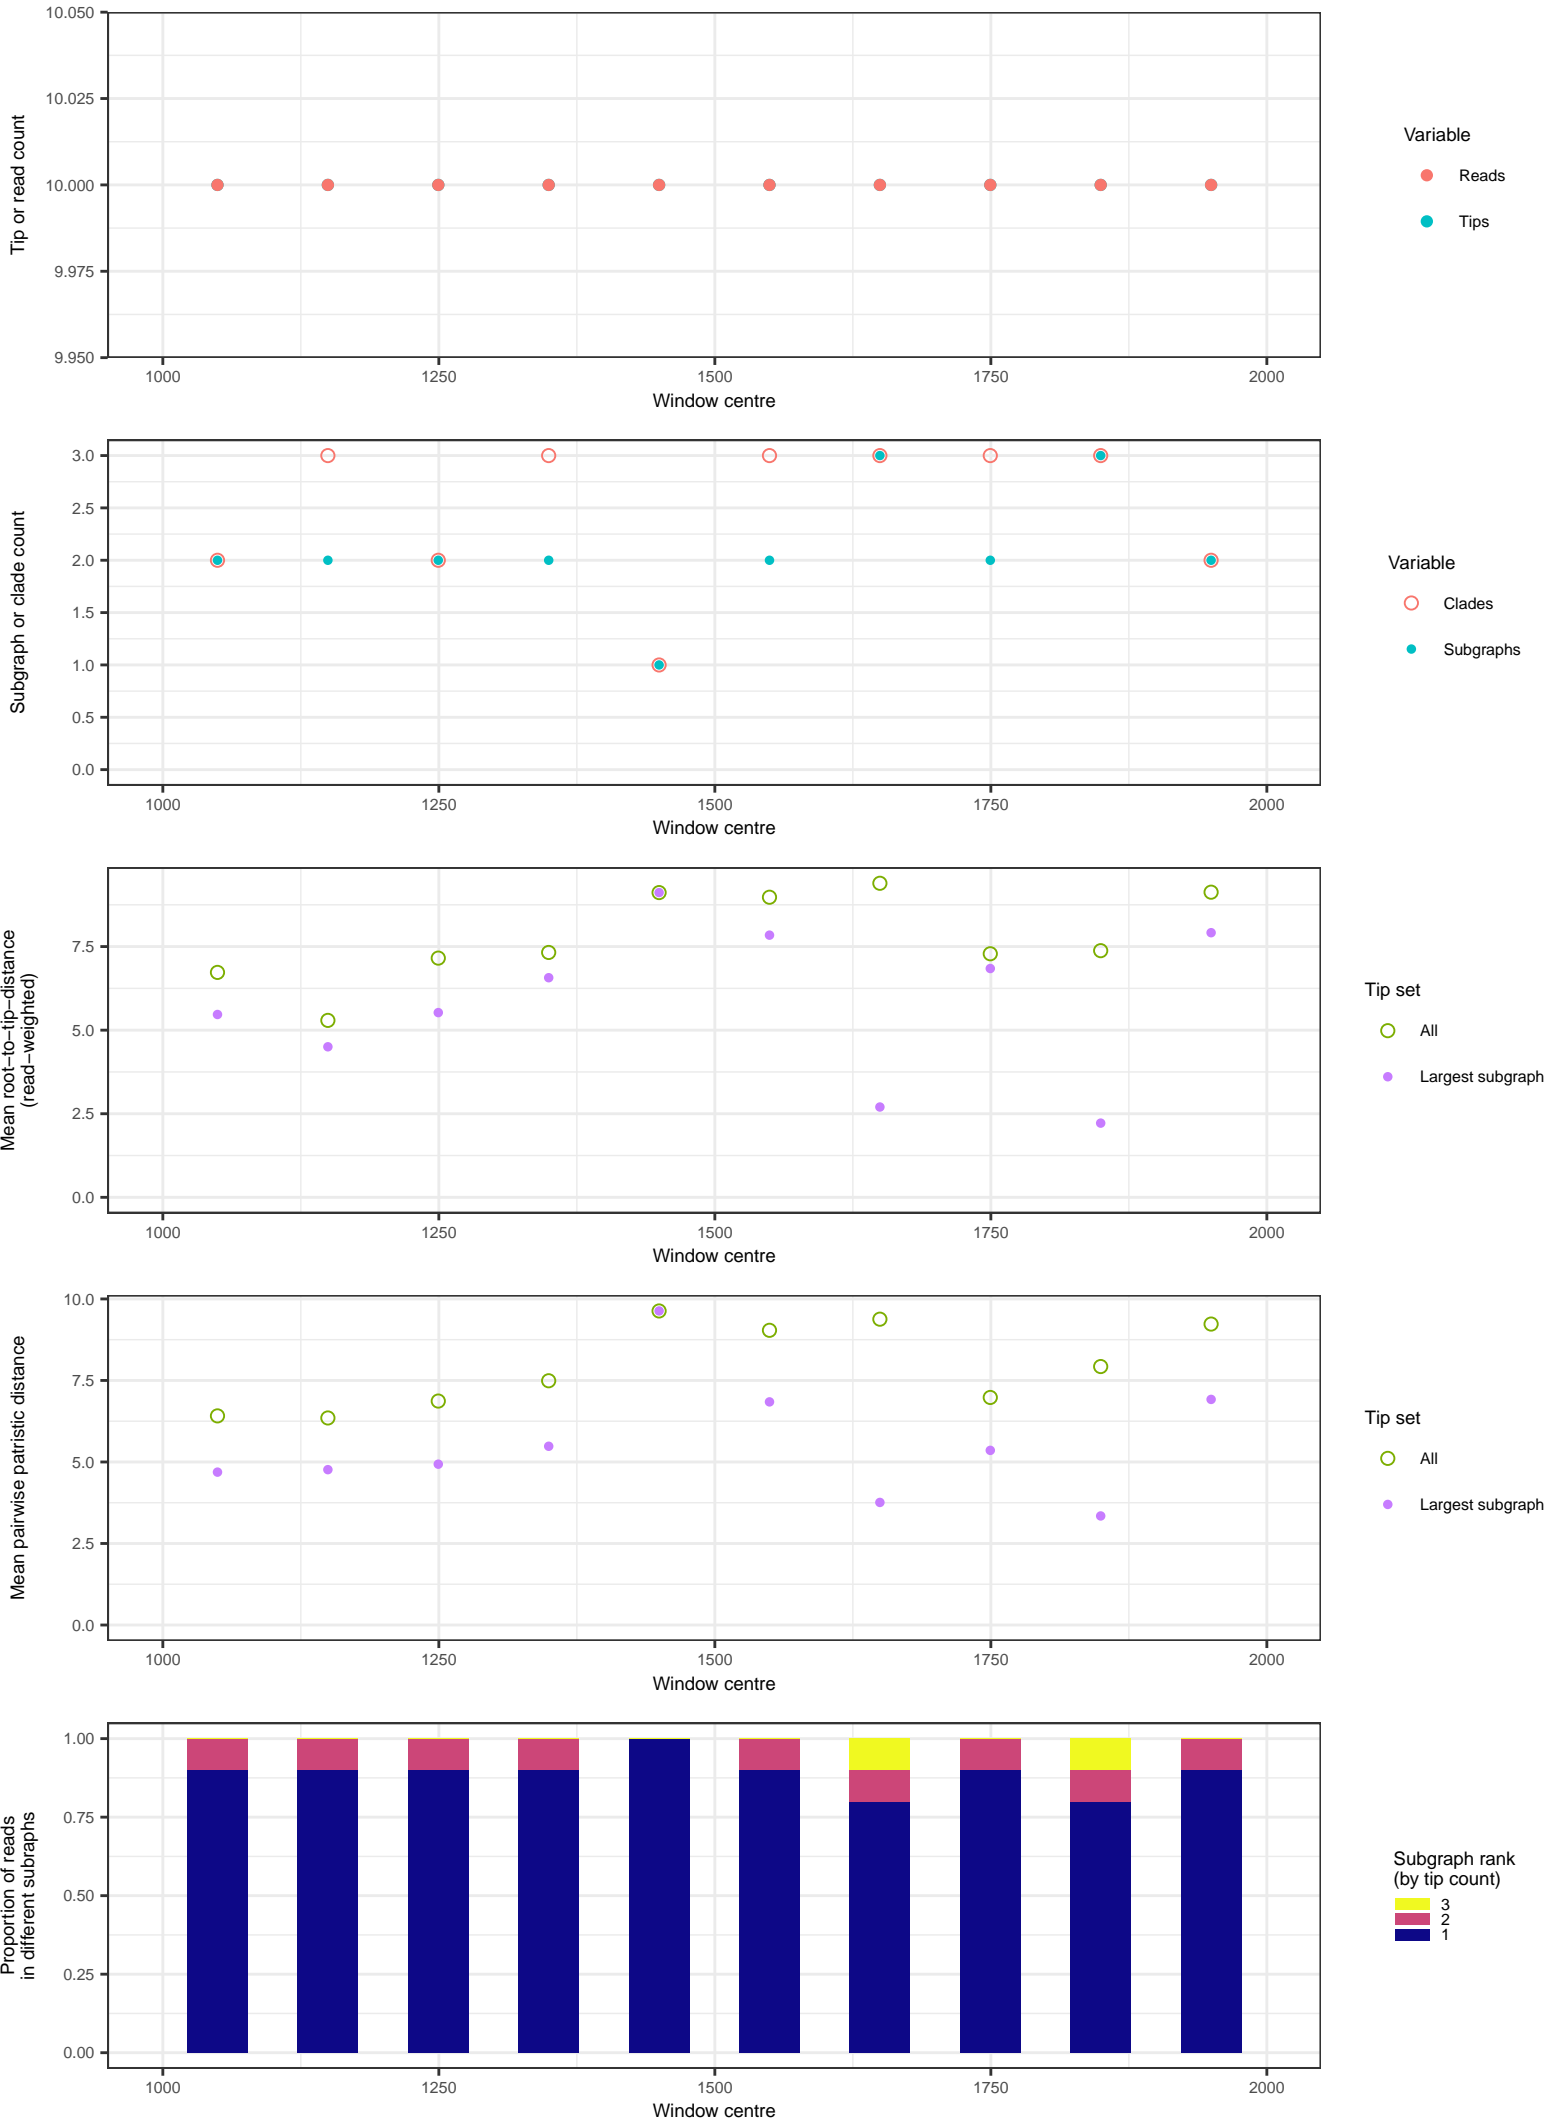 10.050
10.025
10.000
9.975
9.950
Tip or read count
1000 1250 1500 1750 2000
Window centre
Variable
Reads
Tips
3.0
2.5
2.0
1.5
1.0
0.5
0.0
Subgraph or clade count
1000 1250 1500 1750 2000
Window centre
Variable
Clades
Subgraphs
7.5
5.0
2.5
0.0
Mean root−to−tip−distance
(read−weighted)
1000 1250 1500 1750 2000
Window centre
Tip set
All
Largest subgraph
10.0
7.5
5.0
2.5
0.0
Mean pairwise patristic distance
1000 1250 1500 1750 2000
Window centre
Tip set
All
Largest subgraph
1.00
0.75
0.50
0.25
0.00
Proportion of reads
in different subraphs
1000 1250 1500 1750 2000
Window centre
Subgraph rank
(by tip count)
3
2
1